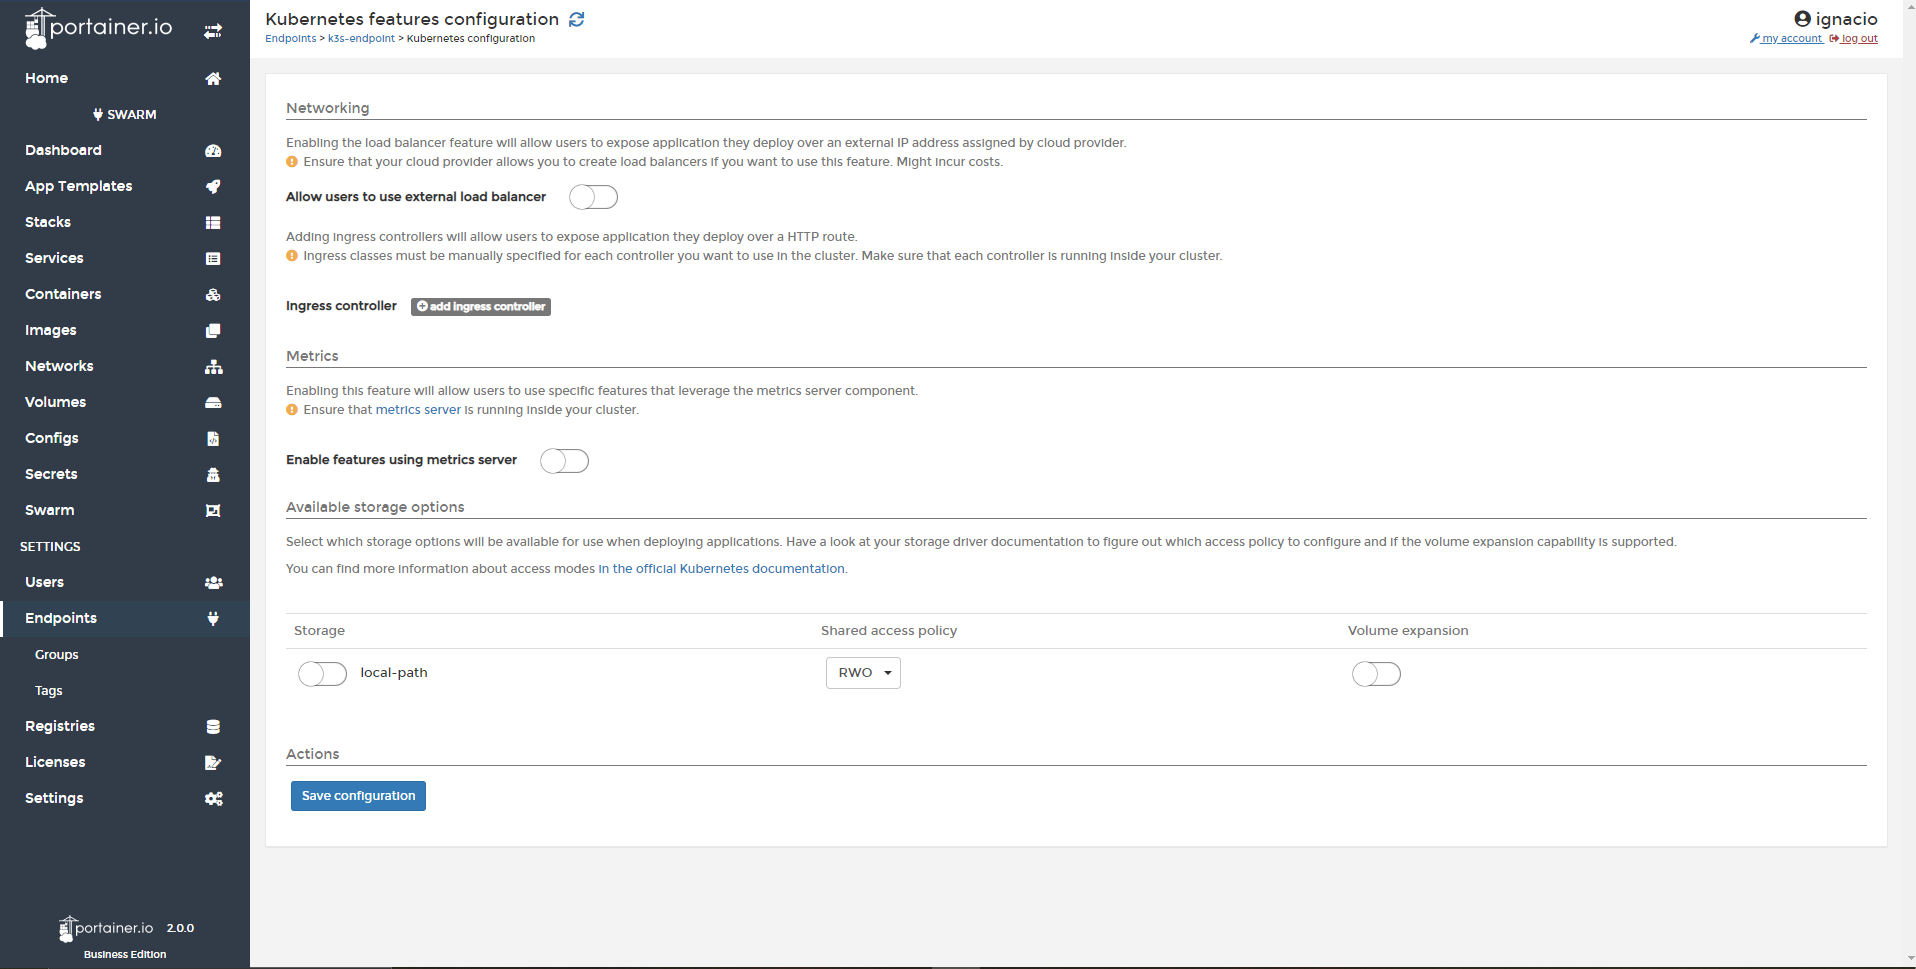 portainer.io
Home
SWARM
Dashboard
App Templates
Stacks
Services
Containers
Images
Networks
Volumes
Configs
Secrets
Swarm
SETTINGS
Users
Endpoints
Groups
Tags
Registries
Licenses
Settings
portainer.io 2.0.0
Business Edition
Kubernetes features configuration
Endpoints > k3s-endpoint > Kubernetes configuration
ignacio
my account log out
Networking
Enabling the load balancer feature will allow users to expose application they deploy over an external IP address assigned by cloud provider.
Ensure that your cloud provider allows you to create load balancers if you want to use this feature. Might incur costs.
Allow users to use external load balancer
Adding ingress controllers will allow users to expose application they deploy over a HTTP route.
Ingress classes must be manually specified for each controller you want to use in the cluster. Make sure that each controller is running inside your cluster.
Ingress controller add ingress controller
Metrics
Enabling this feature will allow users to use specific features that leverage the metrics server component.
Ensure that metrics server is running inside your cluster.
Enable features using metrics server
Available storage options
Select which storage options will be available for use when deploying applications. Have a look at your storage driver documentation to figure out which access policy to configure and if the volume expansion capability is supported.
You can find more information about access modes in the official Kubernetes documentation.
Storage Shared access policy Volume expansion
local-path RWO
Actions
Save configuration